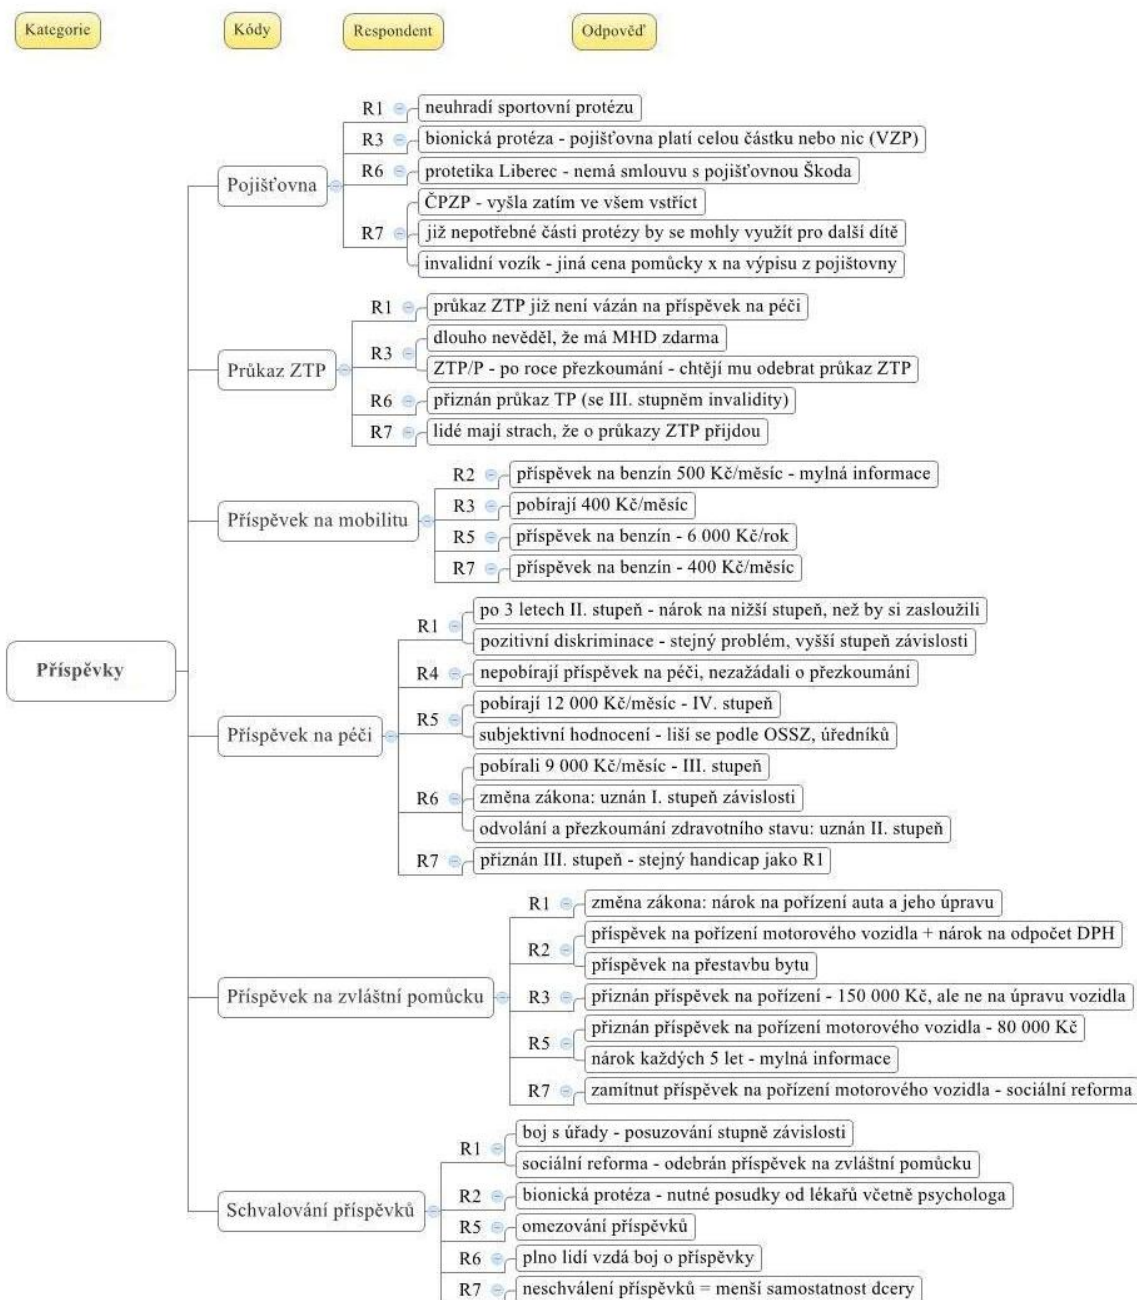 Kategorie
Kódy
Respondent
Odpověď
Příspěvky
Pojišťovna
R1
neuhradí sportovní protézu
R3
bionická protéza - pojišťovna platí celou částku nebo nic (VZP)
R6
protetika Liberec - nemá smlouvu s pojišťovnou Škoda
R7
ČPZP - vyšla zatím ve všem vstříct
již nepotřebné části protézy by se mohly využít pro další dítě
invalidní vozík - jiná cena pomůcky x na výpisu z pojištovny
Průkaz ZTP
R1
průkaz ZTP již není vázán na příspěvek na péči
R3
dlouho nevěděl, že má MHD zdarma
ZTP/P - po roce přezkoumání - chtějí mu odebrat průkaz ZTP
R6
přiznán průkaz TP (se III. stupněm invalidity)
R7
lidé mají strach, že o průkazy ZTP přijdou
Příspěvek na mobilitu
R2
příspěvek na benzín 500 Kč/měsíc - mylná informace
R3
pobírají 400 Kč/měsíc
R5
příspěvek na benzín - 6 000 Kč/rok
R7
příspěvek na benzín - 400 Kč/měsíc
Příspěvek na péči
R1
po 3 letech II. stupeň - nárok na nižší stupeň, než by si zasloužili
pozitivní diskriminace - stejný problém, vyšší stupeň závislosti
R4
nepobírají příspěvek na péči, nezažádali o přezkoumání
R5
pobírají 12 000 Kč/měsíc - IV. stupeň
subjektivní hodnocení - liší se podle OSSZ, úředníků
R6
pobírali 9 000 Kč/měsíc - III. stupeň
změna zákona: uznán I. stupeň závislosti
odvolání a přezkoumání zdravotního stavu: uznán II. stupeň
R7
přiznán III. stupeň - stejný handicap jako R1
Příspěvek na zvláštní pomůcku
R1
změna zákona: nárok na pořízení auta a jeho úpravu
R2
příspěvek na pořízení motorového vozidla + nárok na odpočet DPH
příspěvek na přestavbu bytu
R3
přiznán příspěvek na pořízení - 150 000 Kč, ale ne na úpravu vozidla
R5
přiznán příspěvek na pořízení motorového vozidla - 80 000 Kč
nárok každých 5 let - mylná informace
R7
zamítnut příspěvek na pořízení motorového vozidla - sociální reforma
Schvalování příspěvků
R1
boj s úřady - posuzování stupně závislosti
sociální reforma - odebrán příspěvek na zvláštní pomůcku
R2
bionická protéza - nutné posudky od lékařů včetně psychologa
R5
omezování příspěvků
R6
plno lidí vzdá boj o příspěvky
R7
neschválení příspěvků = menší samostatnost dcery